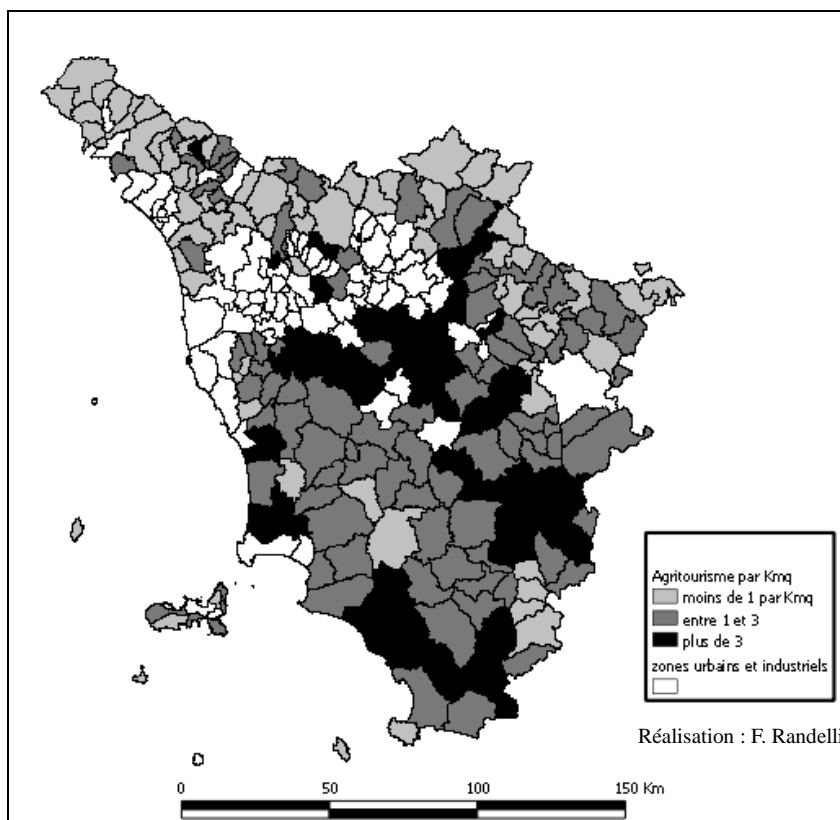 Agritourisme par Kmq
moins de 1 par Kmq
entre 1 et 3
plus de 3
zones urbains et industriels
Réalisation : F. Randelli
0 50 100 150 Km